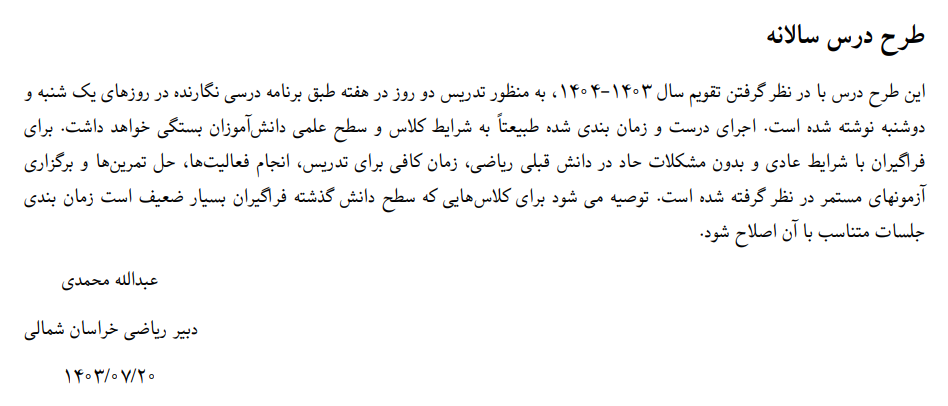 طرح درس سالانه
این طرح درس با در نظر گرفتن تقویم سال ۱۴۰۳-۱۴۰۴، به منظور تدریس دو روز در هفته طبق برنامه درسی نگارنده در روزهای یک شنبه و
دوشنبه نوشته شده است. اجرای درست و زمان بندی شده طبیعتاً به شرایط کلاس و سطح علمی دانش‌آموزان بستگی خواهد داشت. برای
فراگیران با شرایط عادی و بدون مشکلات حاد در دانش قبلی ریاضی، زمان کافی برای تدریس، انجام فعالیت‌ها، حل تمرین‌ها و برگزاری
آزمونهای مستمر در نظر گرفته شده است. توصیه می شود برای کلاس‌هایی که سطح دانش گذشته فراگیران بسیار ضعیف است زمان بندی
جلسات متناسب با آن اصلاح شود.
عبدالله محمدی
دبیر ریاضی خراسان شمالی
۱۴۰۳/۰۷/۲۰